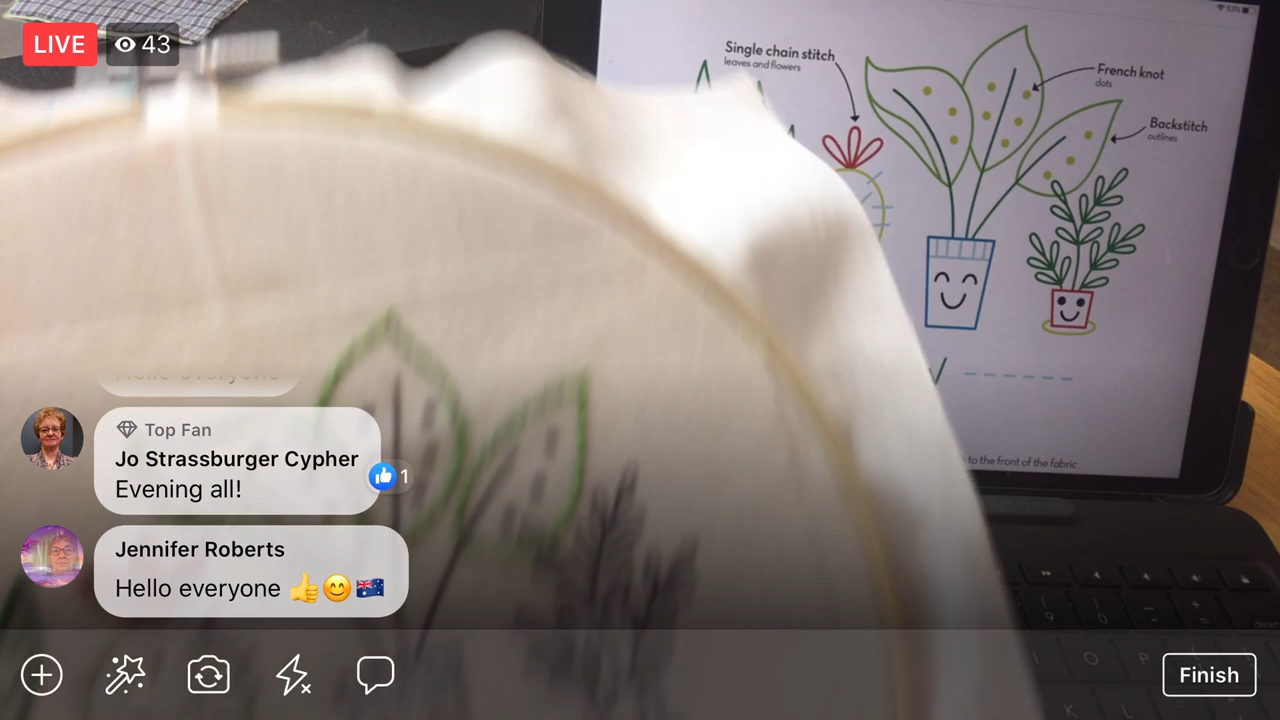 LIVE
43
53%
Single chain stitch
leaves and flowers
French knot
dots
Backstitch
outlines
to the front of the fabric
Top Fan
Jo Strassburger Cypher
Evening all!
1
Jennifer Roberts
Hello everyone 👍😊🇦🇺
Finish